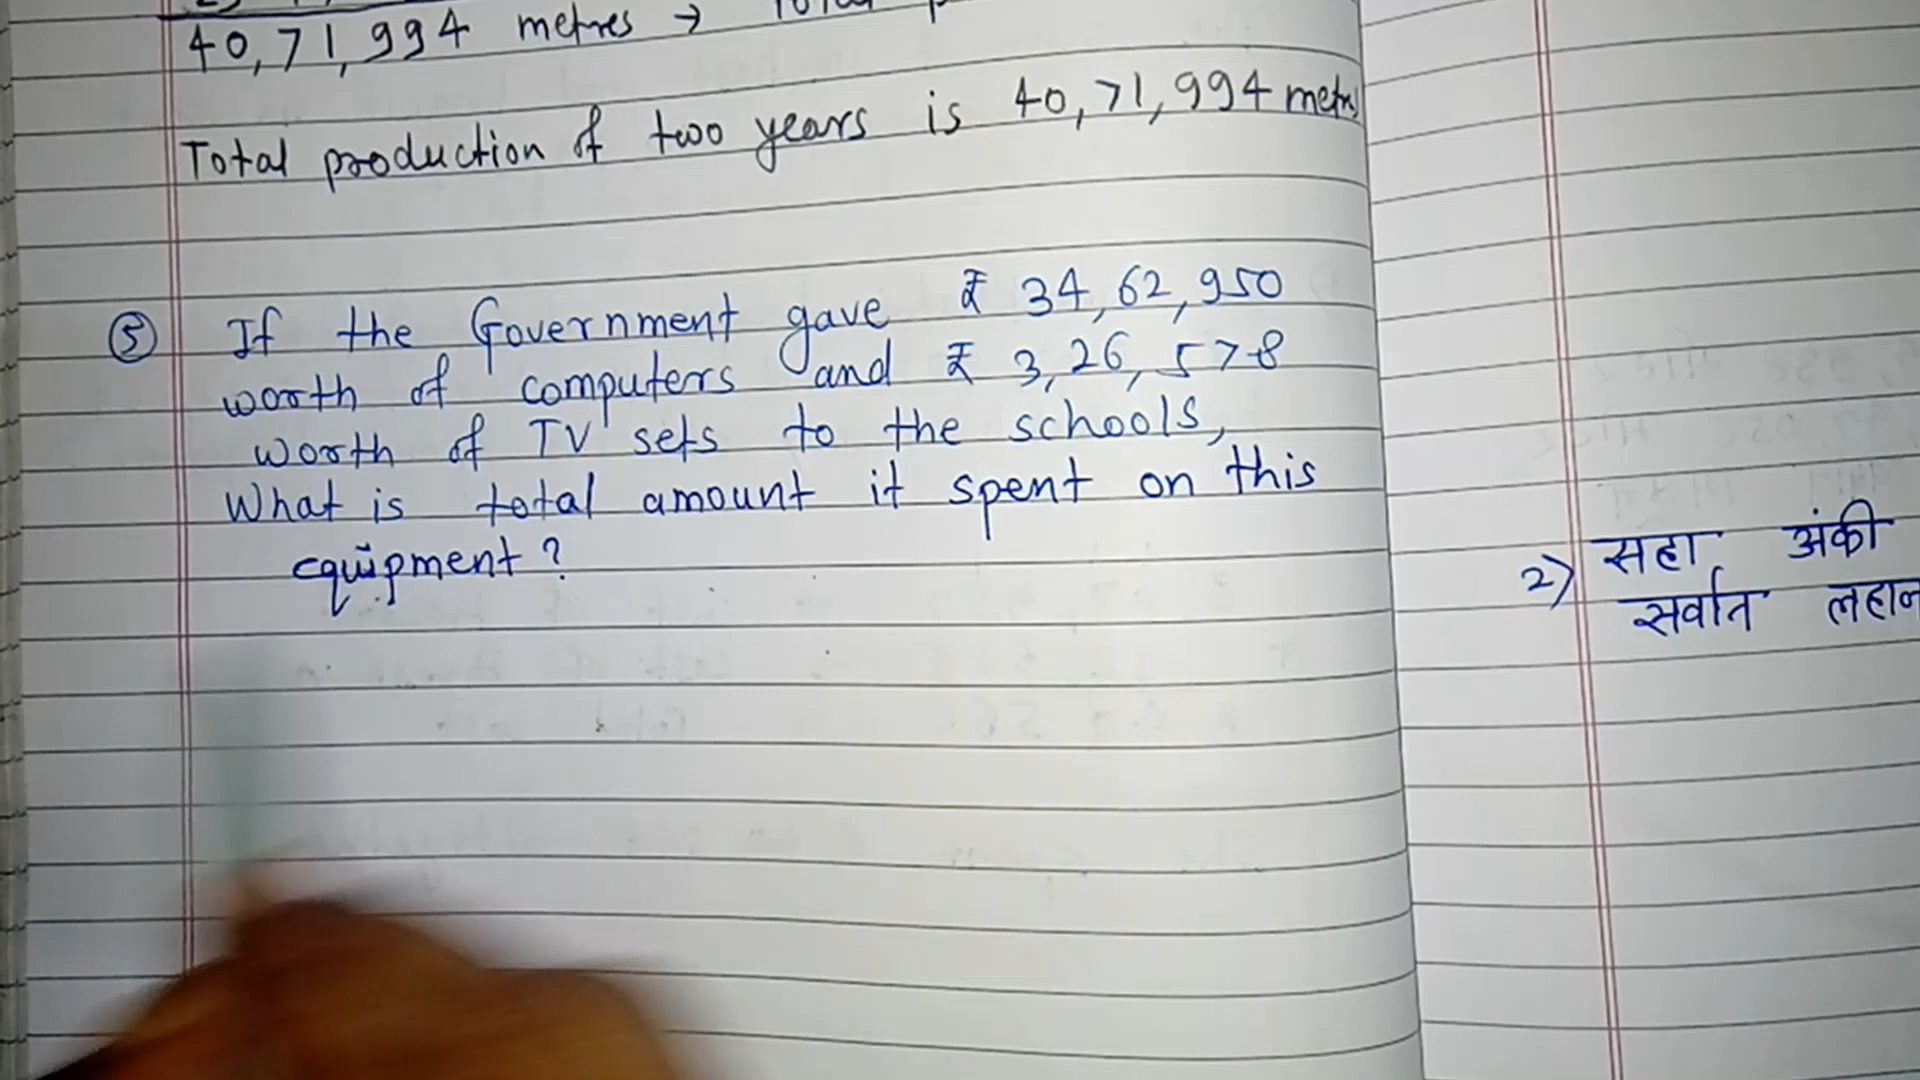 40,71,994 metres → Total
Total production of two years is 40,71,994 metres
⑤ If the Government gave ₹ 34,62,950
worth of computers and ₹ 3,26,578
worth of TV sets to the schools,
What is total amount it spent on this
equipment?
2) सहा अंकी
सर्वात लहान